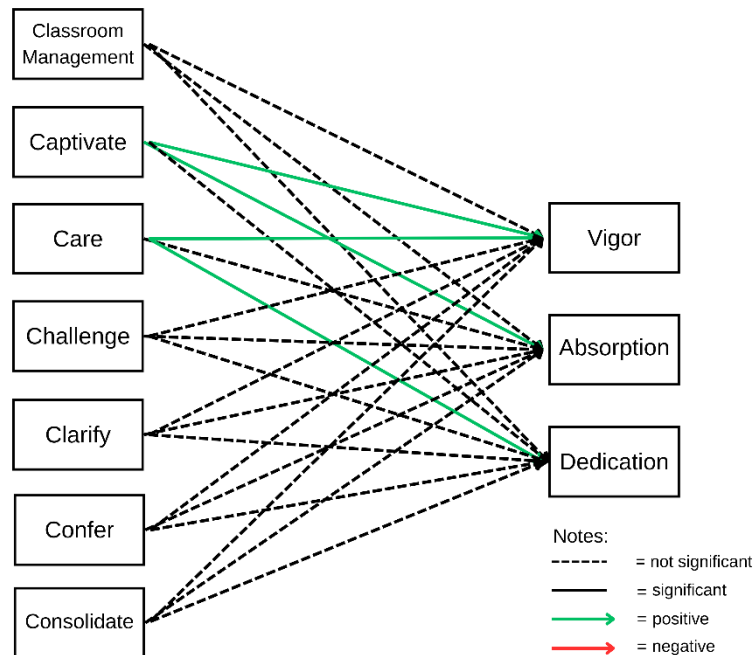 Classroom
Management
Captivate
Care
Challenge
Clarify
Confer
Consolidate
Vigor
Absorption
Dedication
Notes:
= not significant
= significant
= positive
= negative